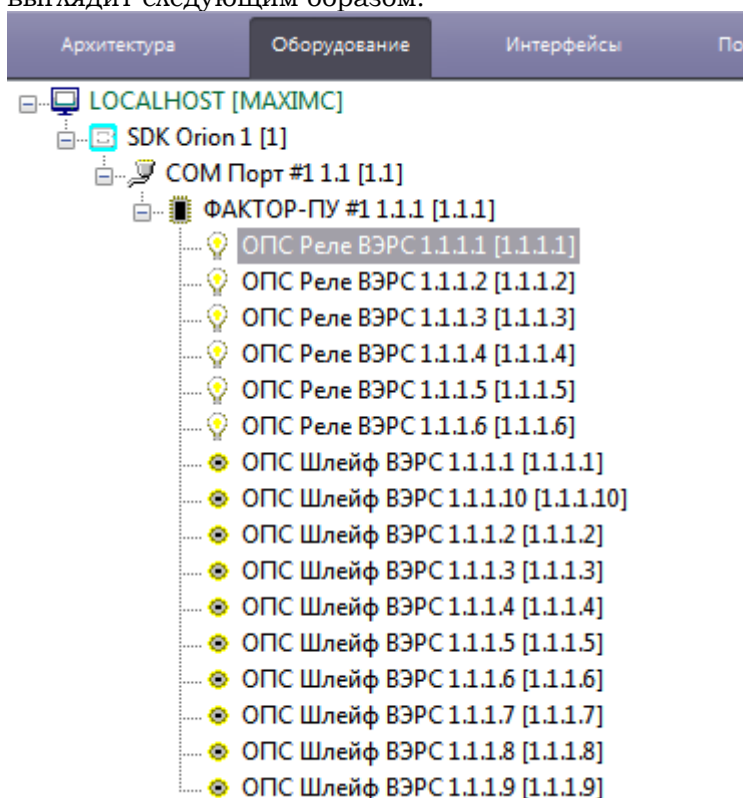 выглядит следующим образом:
Архитектура Оборудование Интерфейсы По
LOCALHOST [MAXIMC]
SDK Orion 1 [1]
COM Порт #1 1.1 [1.1]
ФАКТОР-ПУ #1 1.1.1 [1.1.1]
ОПС Реле ВЭРС 1.1.1.1 [1.1.1.1]
ОПС Реле ВЭРС 1.1.1.2 [1.1.1.2]
ОПС Реле ВЭРС 1.1.1.3 [1.1.1.3]
ОПС Реле ВЭРС 1.1.1.4 [1.1.1.4]
ОПС Реле ВЭРС 1.1.1.5 [1.1.1.5]
ОПС Реле ВЭРС 1.1.1.6 [1.1.1.6]
ОПС Шлейф ВЭРС 1.1.1.1 [1.1.1.1]
ОПС Шлейф ВЭРС 1.1.1.10 [1.1.1.10]
ОПС Шлейф ВЭРС 1.1.1.2 [1.1.1.2]
ОПС Шлейф ВЭРС 1.1.1.3 [1.1.1.3]
ОПС Шлейф ВЭРС 1.1.1.4 [1.1.1.4]
ОПС Шлейф ВЭРС 1.1.1.5 [1.1.1.5]
ОПС Шлейф ВЭРС 1.1.1.6 [1.1.1.6]
ОПС Шлейф ВЭРС 1.1.1.7 [1.1.1.7]
ОПС Шлейф ВЭРС 1.1.1.8 [1.1.1.8]
ОПС Шлейф ВЭРС 1.1.1.9 [1.1.1.9]